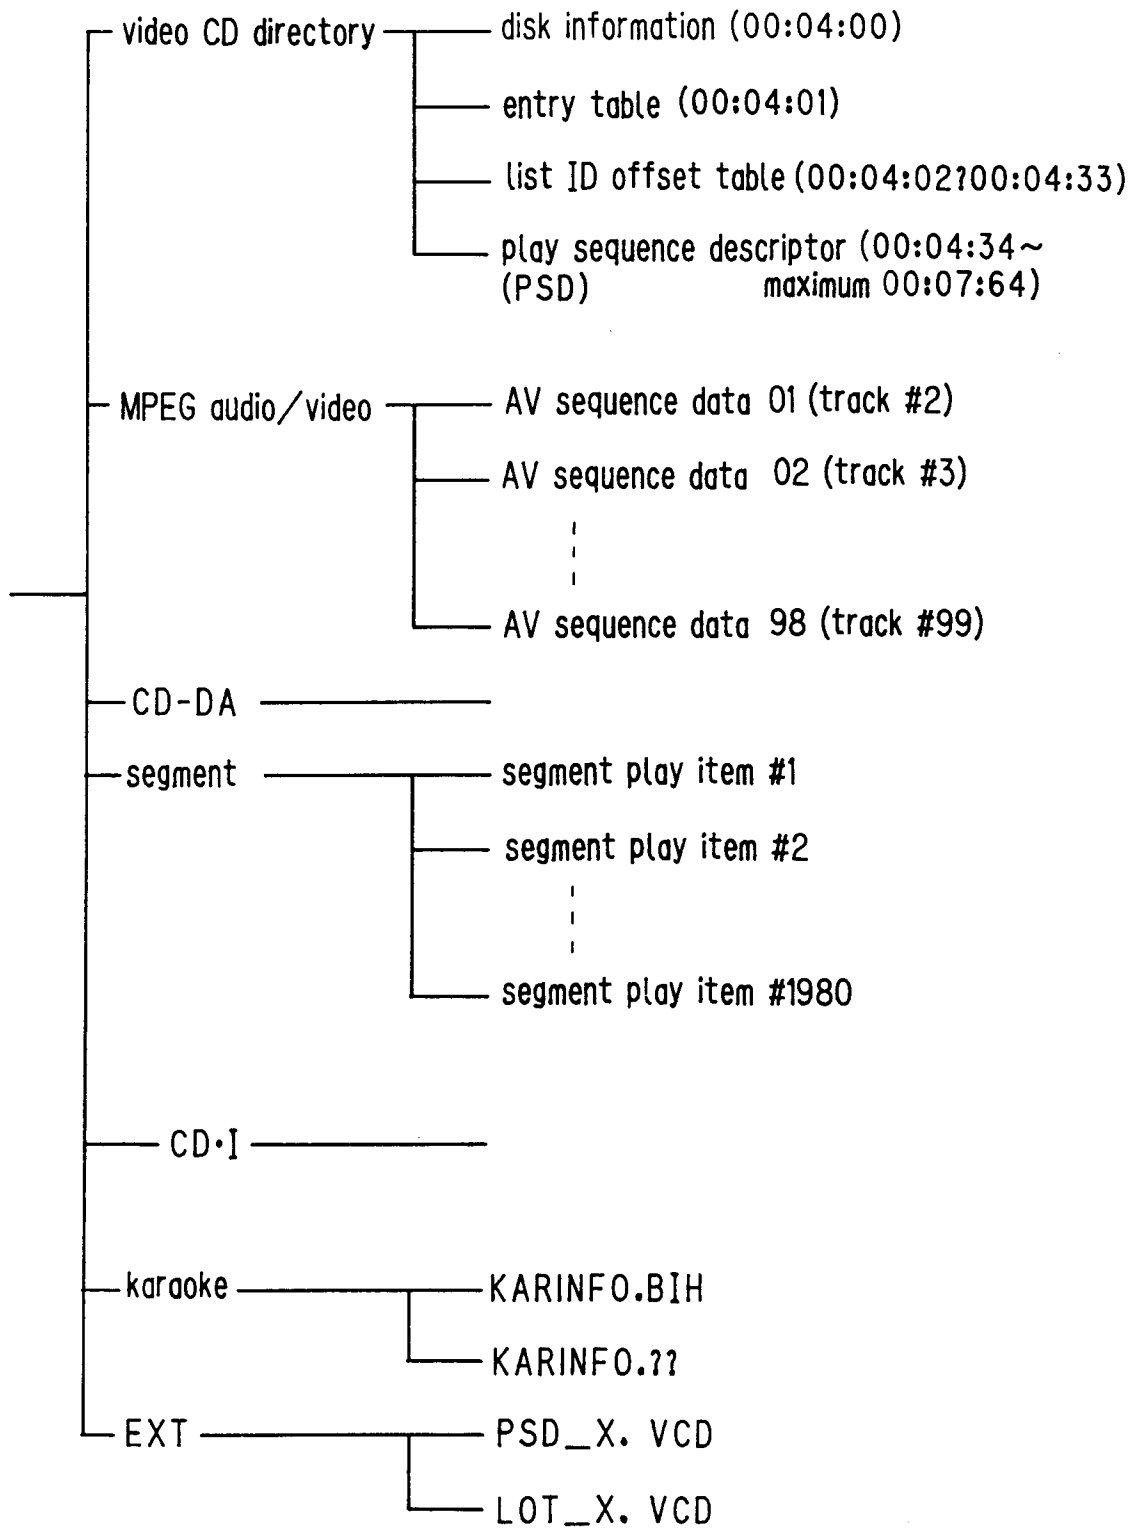 video CD directory
disk information (00:04:00)
entry table (00:04:01)
list ID offset table (00:04:02?00:04:33)
play sequence descriptor (00:04:34~
(PSD) maximum 00:07:64)
MPEG audio/video
AV sequence data 01 (track #2)
AV sequence data 02 (track #3)
AV sequence data 98 (track #99)
CD-DA
segment
segment play item #1
segment play item #2
segment play item #1980
CD·I
karaoke
KARINFO.BIH
KARINFO.??
EXT
PSD_X. VCD
LOT_X. VCD